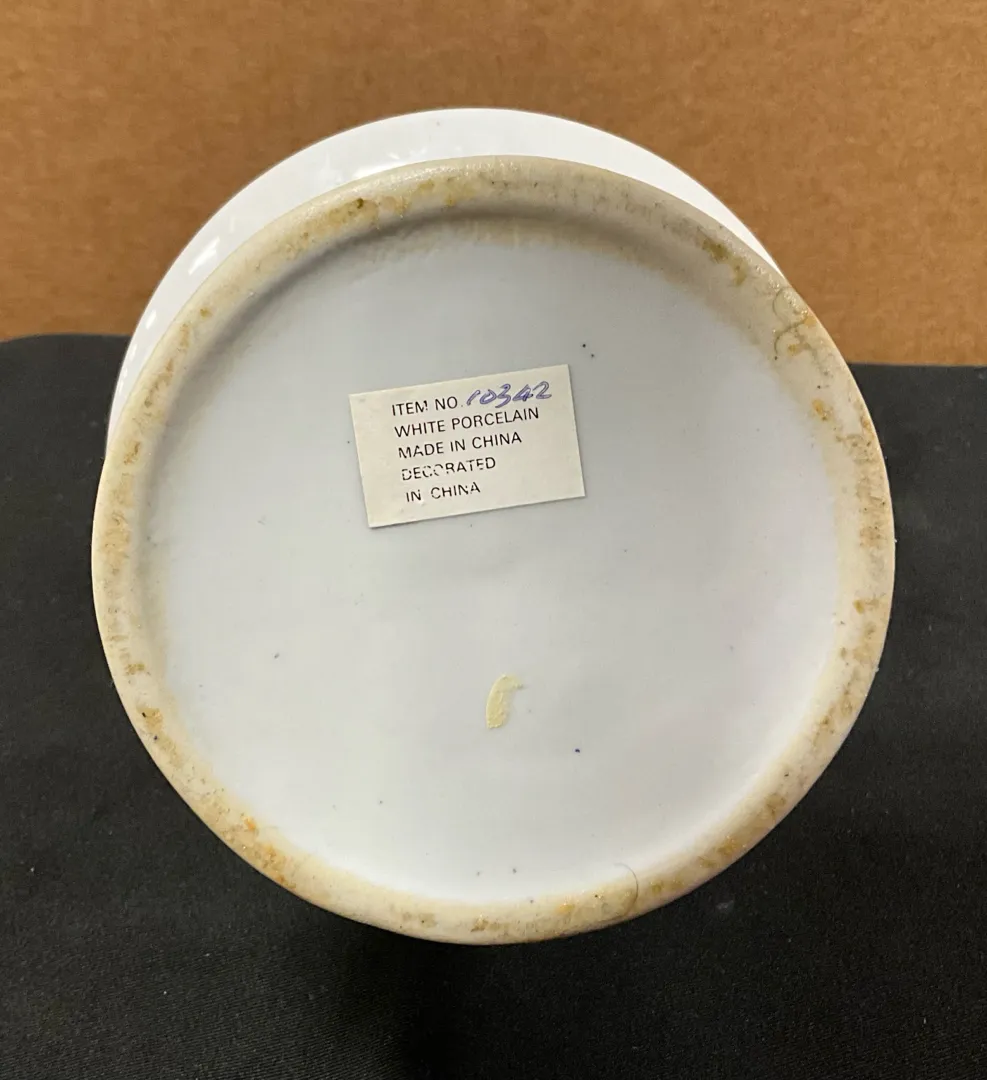 ITEM NO. 10342
WHITE PORCELAIN
MADE IN CHINA
DECORATED
IN CHINA